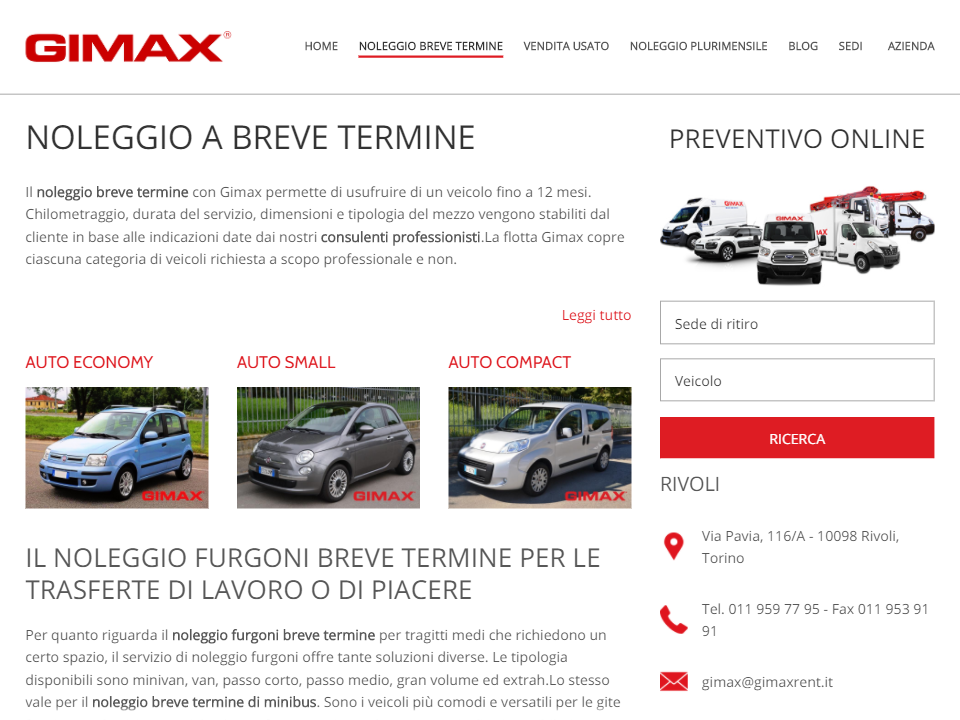 GIMAX®
HOME
NOLEGGIO BREVE TERMINE
VENDITA USATO
NOLEGGIO PLURIMENSILE
BLOG
SEDI
AZIENDA
NOLEGGIO A BREVE TERMINE
Il noleggio breve termine con Gimax permette di usufruire di un veicolo fino a 12 mesi.
Chilometraggio, durata del servizio, dimensioni e tipologia del mezzo vengono stabiliti dal
cliente in base alle indicazioni date dai nostri consulenti professionisti.La flotta Gimax copre
ciascuna categoria di veicoli richiesta a scopo professionale e non.
Leggi tutto
AUTO ECONOMY
AUTO SMALL
AUTO COMPACT
GIMAX
GIMAX
GIMAX
IL NOLEGGIO FURGONI BREVE TERMINE PER LE
TRASFERTE DI LAVORO O DI PIACERE
Per quanto riguarda il noleggio furgoni breve termine per tragitti medi che richiedono un
certo spazio, il servizio di noleggio furgoni offre tante soluzioni diverse. Le tipologia
disponibili sono minivan, van, passo corto, passo medio, gran volume ed extrah.Lo stesso
vale per il noleggio breve termine di minibus. Sono i veicoli più comodi e versatili per le gite
PREVENTIVO ONLINE
GIMAX
GIMAX
Sede di ritiro
Veicolo
RICERCA
RIVOLI
Via Pavia, 116/A - 10098 Rivoli,
Torino
Tel. 011 959 77 95 - Fax 011 953 91
91
gimax@gimaxrent.it